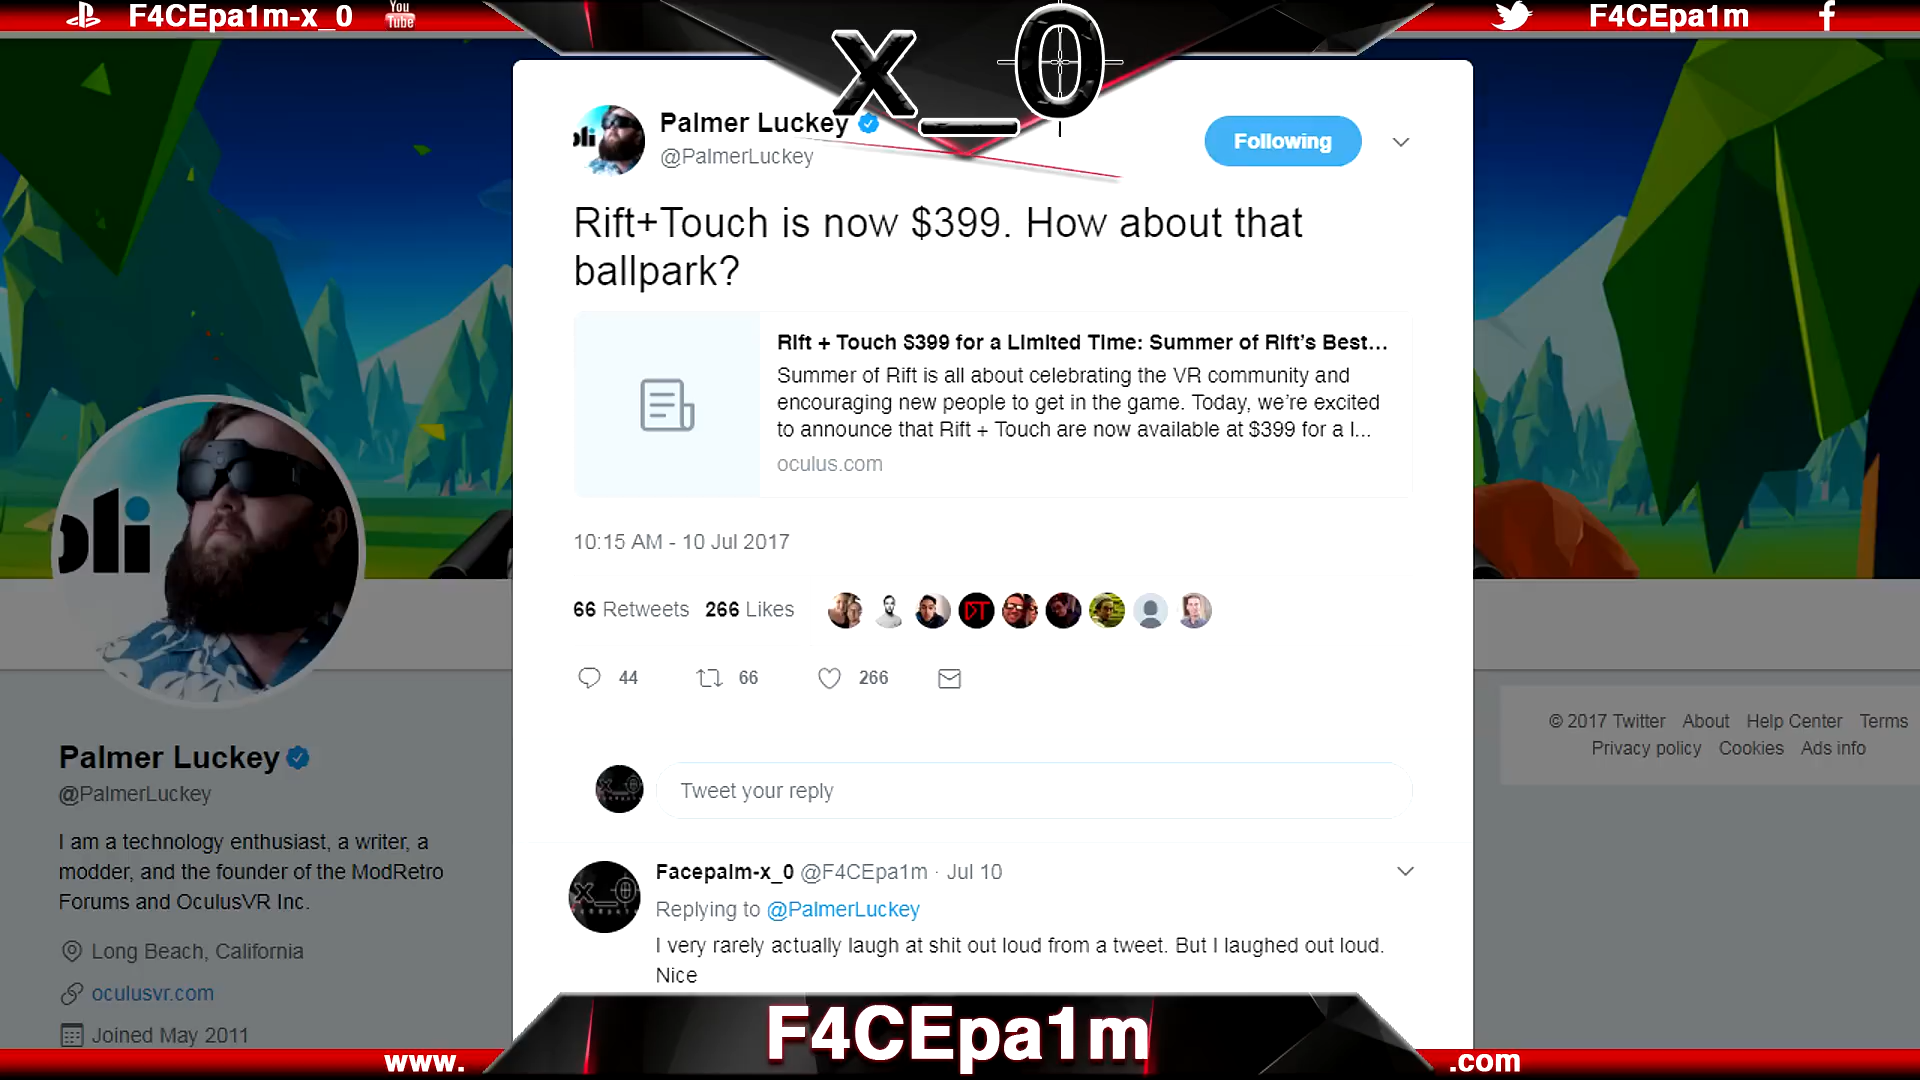 F4CEpa1m-x_0
You
Tube
F4CEpa1m
x_0
Palmer Luckey
@PalmerLuckey
Following
Rift+Touch is now $399. How about that
ballpark?
Rift + Touch $399 for a Limited Time: Summer of Rift’s Best…
Summer of Rift is all about celebrating the VR community and
encouraging new people to get in the game. Today, we’re excited
to announce that Rift + Touch are now available at $399 for a l...
oculus.com
10:15 AM - 10 Jul 2017
66 Retweets 266 Likes
44 66 266
Tweet your reply
Facepalm-x_0 @F4CEpa1m · Jul 10
Replying to @PalmerLuckey
I very rarely actually laugh at shit out loud from a tweet. But I laughed out loud.
Nice
oli
Palmer Luckey
@PalmerLuckey
I am a technology enthusiast, a writer, a
modder, and the founder of the ModRetro
Forums and OculusVR Inc.
Long Beach, California
oculusvr.com
Joined May 2011
© 2017 Twitter About Help Center Terms
Privacy policy Cookies Ads info
www.
F4CEpa1m
.com